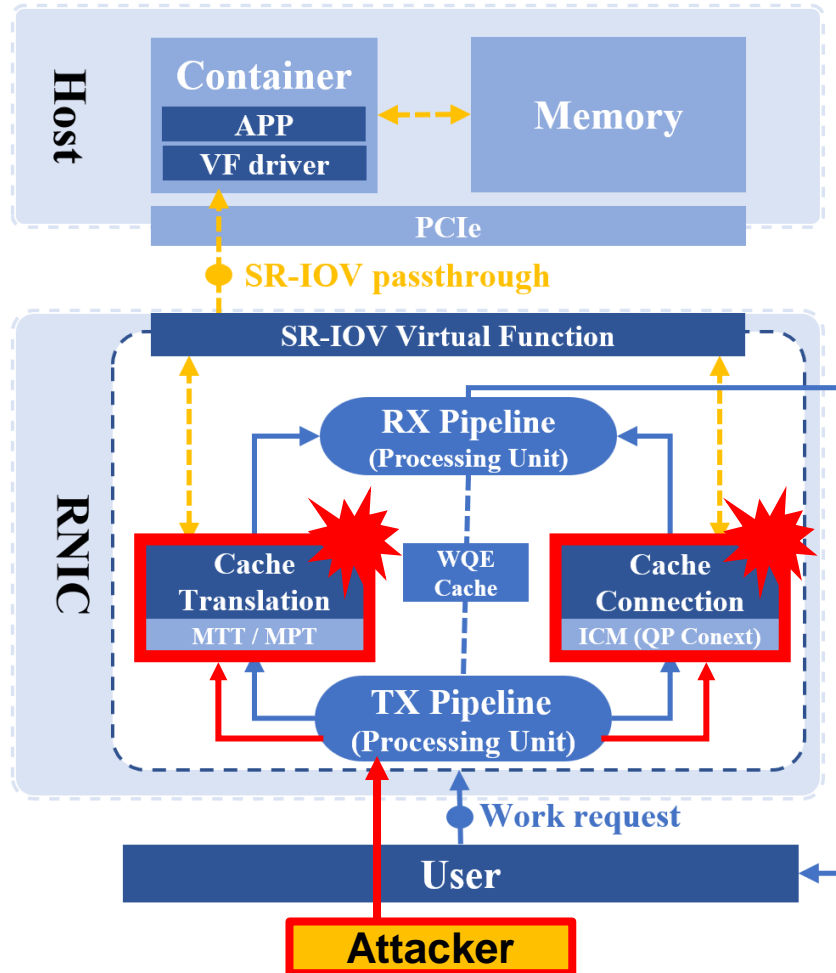 Host
Container
APP
VF driver
Memory
PCIe
SR-IOV passthrough
RNIC
SR-IOV Virtual Function
RX Pipeline
(Processing Unit)
Cache
Translation
MTT / MPT
WQE
Cache
Cache
Connection
ICM (QP Conext)
TX Pipeline
(Processing Unit)
Work request
User
Attacker